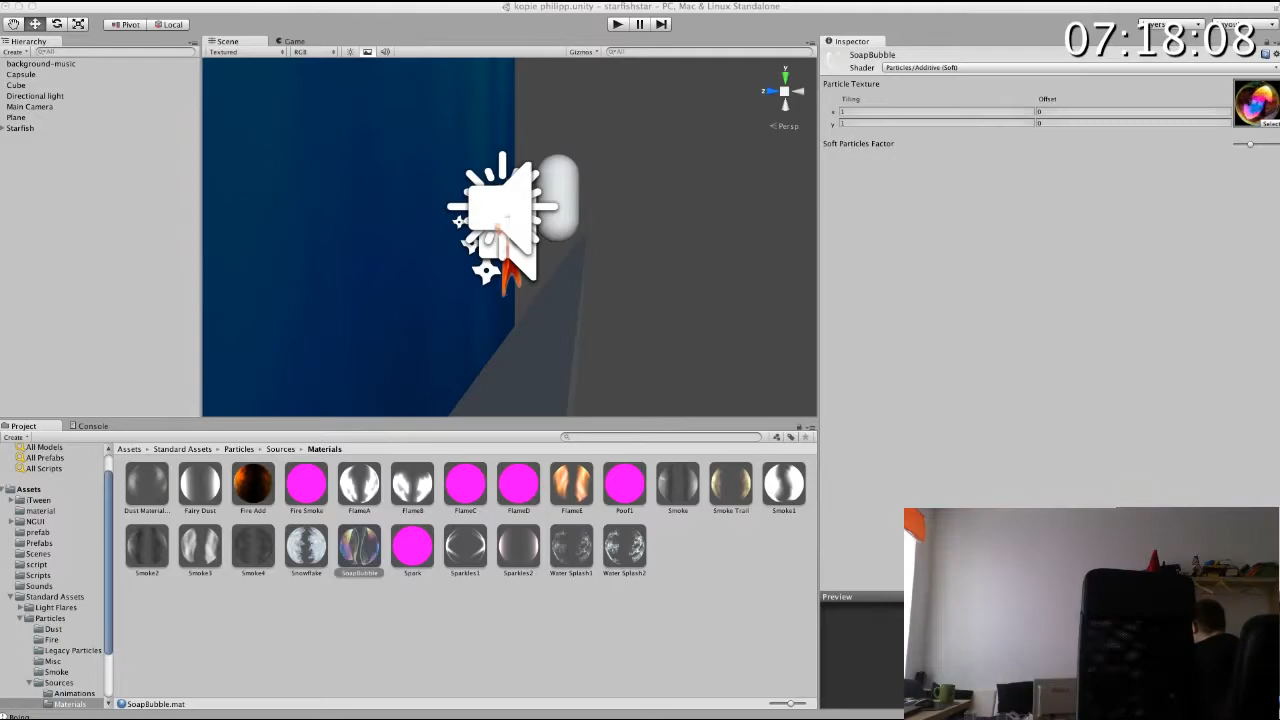 kopie philipp.unity - starfishstar - PC, Mac & Linux Standalone
Pivot
Local
07:18:08
Hierarchy
Create
All
background-music
Capsule
Cube
Directional light
Main Camera
Plane
Starfish
Scene
Game
Textured
RGB
Gizmos
All
y
z
Persp
Inspector
SoapBubble
Shader
Particles/Additive (Soft)
Particle Texture
Tiling
Offset
x
1
0
y
1
0
Select
Soft Particles Factor
Project
Console
Create
All Models
All Prefabs
All Scripts
Assets
iTween
material
NGUI
prefab
Prefabs
Scenes
script
Scripts
Sounds
Standard Assets
Light Flares
Particles
Dust
Fire
Legacy Particles
Misc
Smoke
Sources
Animations
Materials
Assets
Standard Assets
Particles
Sources
Materials
Dust Material...
Fairy Dust
Fire Add
Fire Smoke
FlameA
FlameB
FlameC
FlameD
FlameE
Poof1
Smoke
Smoke Trail
Smoke1
Smoke2
Smoke3
Smoke4
Snowflake
SoapBubble
Spark
Sparkles1
Sparkles2
Water Splash1
Water Splash2
SoapBubble.mat
Preview